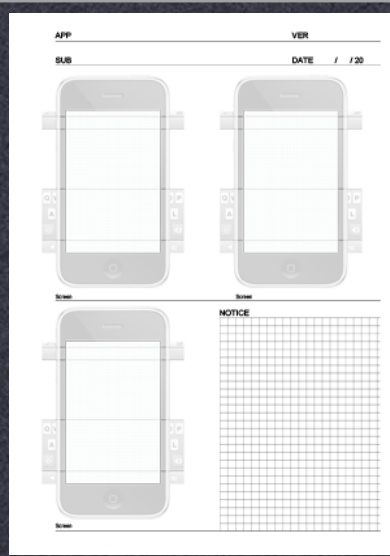 APP VER
SUB DATE / / 20
Q P
A L
Q P
A L
Screen Screen
NOTICE
Q P
A L
Screen